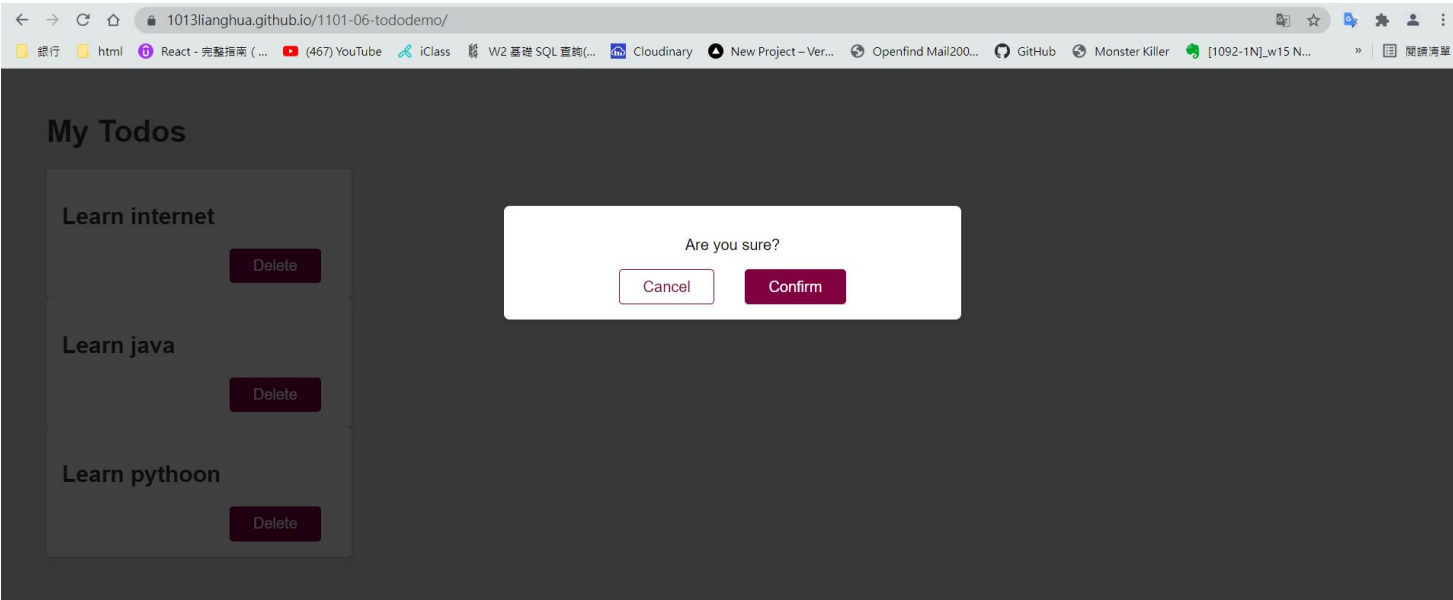 1013lianghua.github.io/1101-06-tododemo/
銀行 html React - 完整指南 ( ... (467) YouTube iClass W2 基礎 SQL 查詢(... Cloudinary New Project – Ver... Openfind Mail200... GitHub Monster Killer [1092-1N]_w15 N... » 閱讀清單
My Todos
Learn internet
Delete
Learn java
Delete
Learn pythoon
Delete
Are you sure?
Cancel Confirm